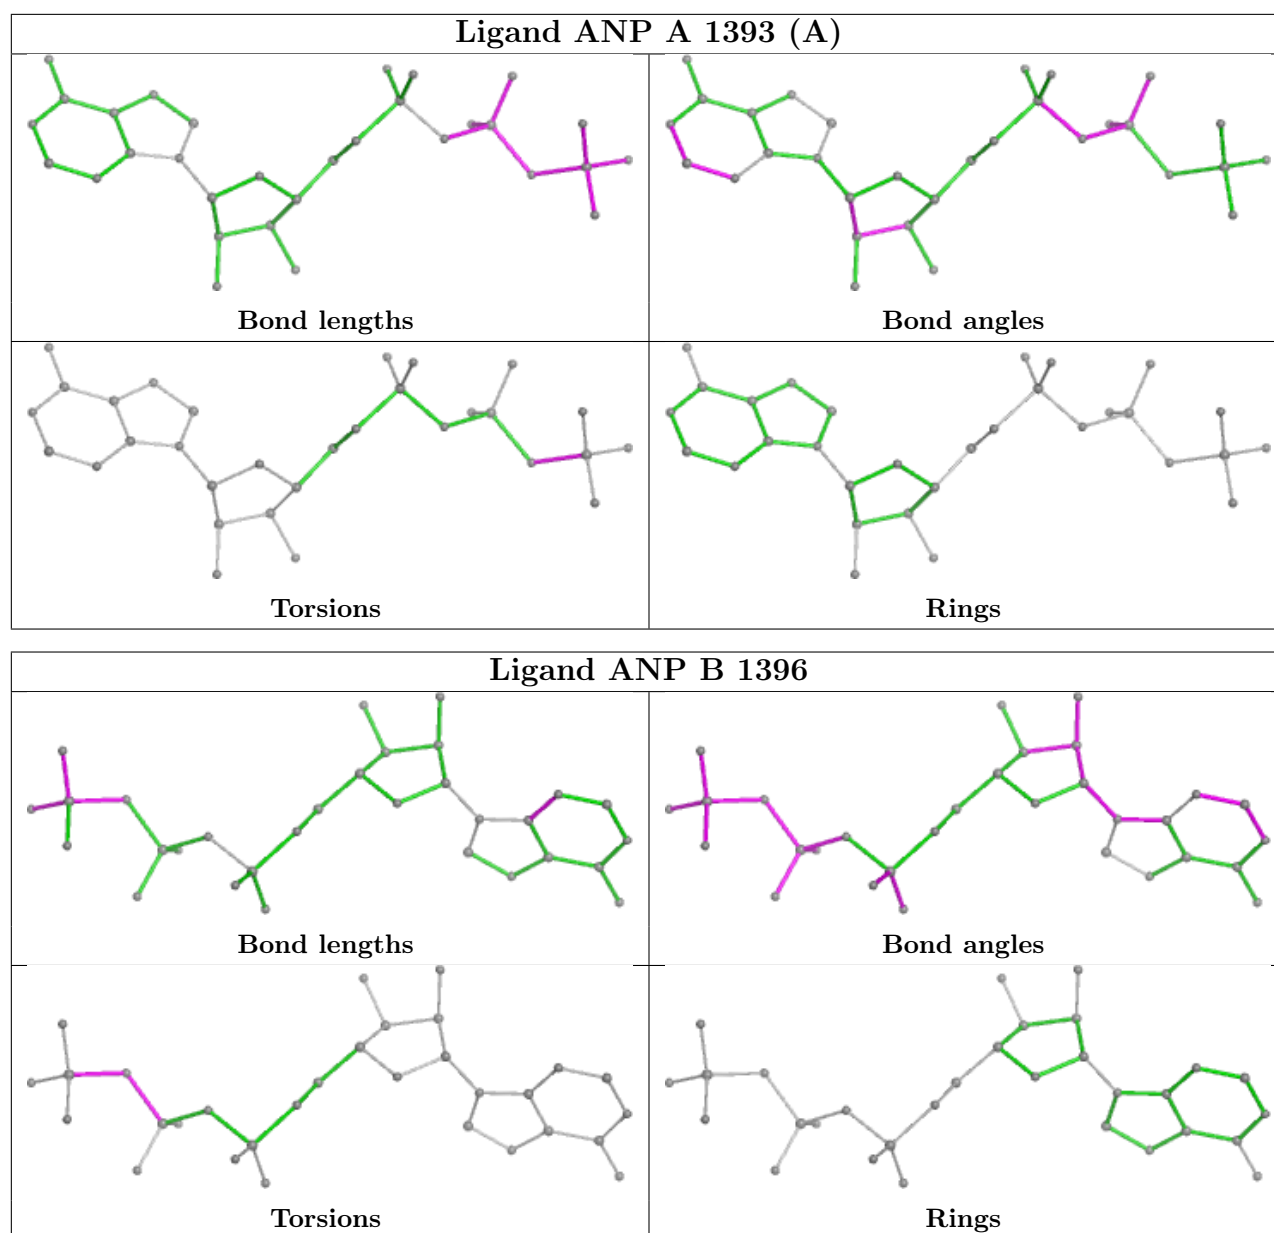 Ligand ANP A 1393 (A)
Bond lengths
Bond angles
Torsions
Rings
Ligand ANP B 1396
Bond lengths
Bond angles
Torsions
Rings